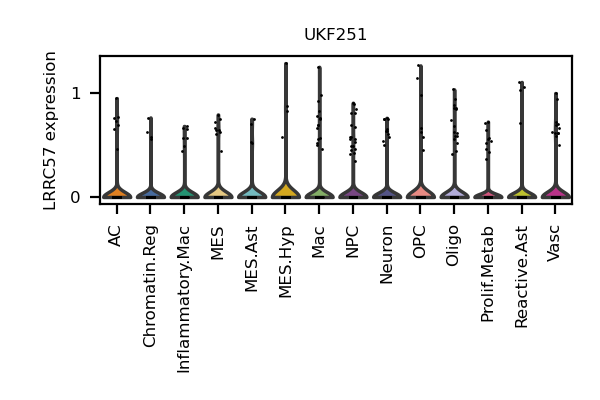 UKF251
LRRC57 expression
1
0
AC
Chromatin.Reg
Inflammatory.Mac
MES
MES.Ast
MES.Hyp
Mac
NPC
Neuron
OPC
Oligo
Prolif.Metab
Reactive.Ast
Vasc